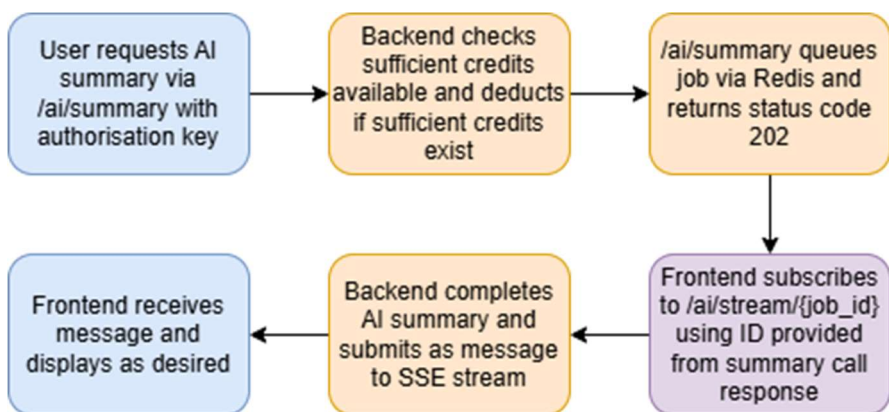 User requests AI
summary via
/ai/summary with
authorisation key
Backend checks
sufficient credits
available and deducts
if sufficient credits
exist
/ai/summary queues
job via Redis and
returns status code
202
Frontend subscribes
to /ai/stream/{job_id}
using ID provided
from summary call
response
Backend completes
AI summary and
submits as message
to SSE stream
Frontend receives
message and
displays as desired